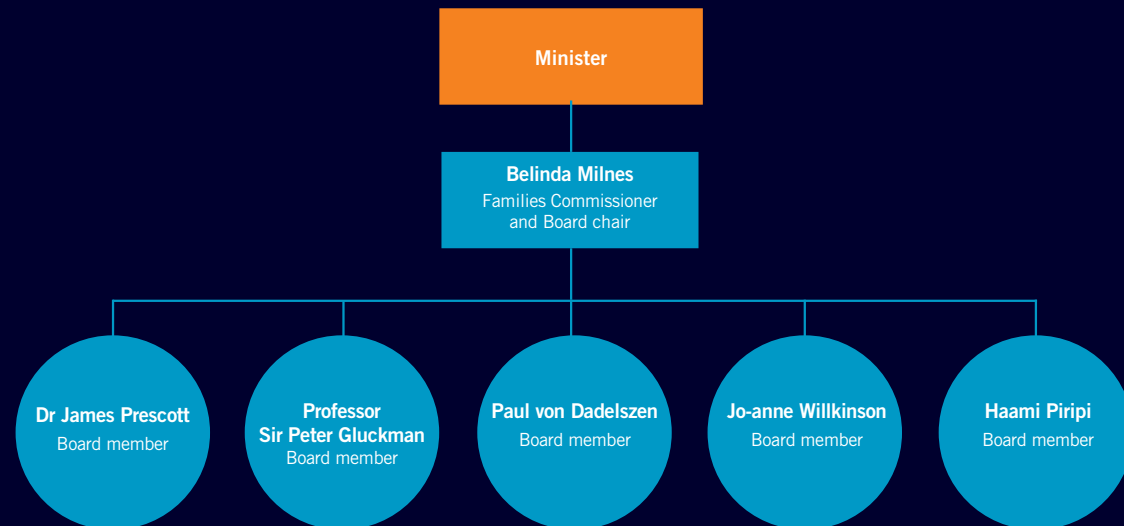 Minister
Belinda Milnes
Families Commissioner
and Board chair
Dr James Prescott
Board member
Professor
Sir Peter Gluckman
Board member
Paul von Dadelszen
Board member
Jo-anne Willkinson
Board member
Haami Piripi
Board member